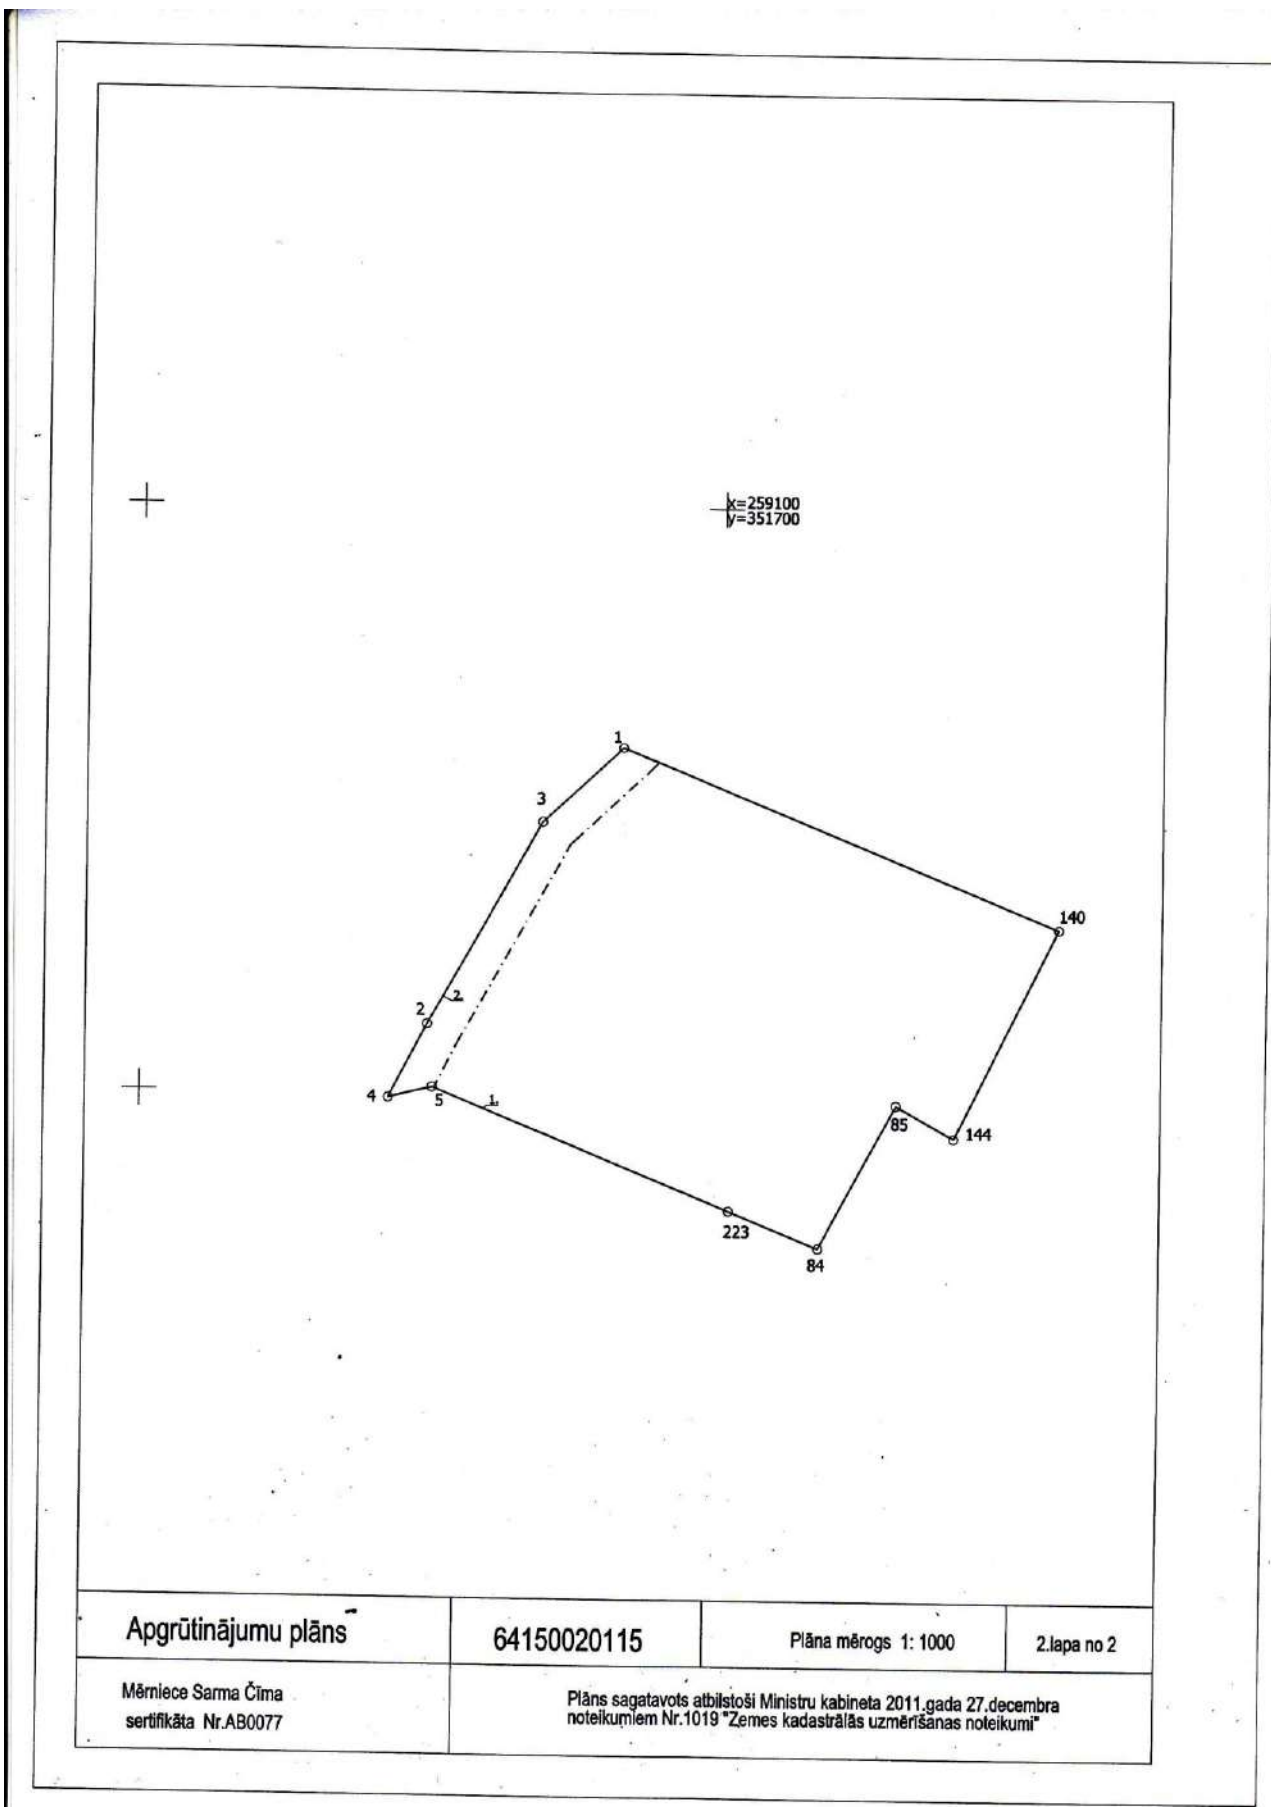 x=259100
y=351700
1
3
140
2
2.
4
5
1.
85
144
223
84
Apgrūtinājumu plāns
64150020115
Plāna mērogs 1: 1000
2.lapa no 2
Mērniece Sarma Čīma
sertifikāta Nr.AB0077
Plāns sagatavots atbilstoši Ministru kabineta 2011.gada 27.decembra
noteikumiem Nr.1019 "Zemes kadastrālās uzmērīšanas noteikumi"